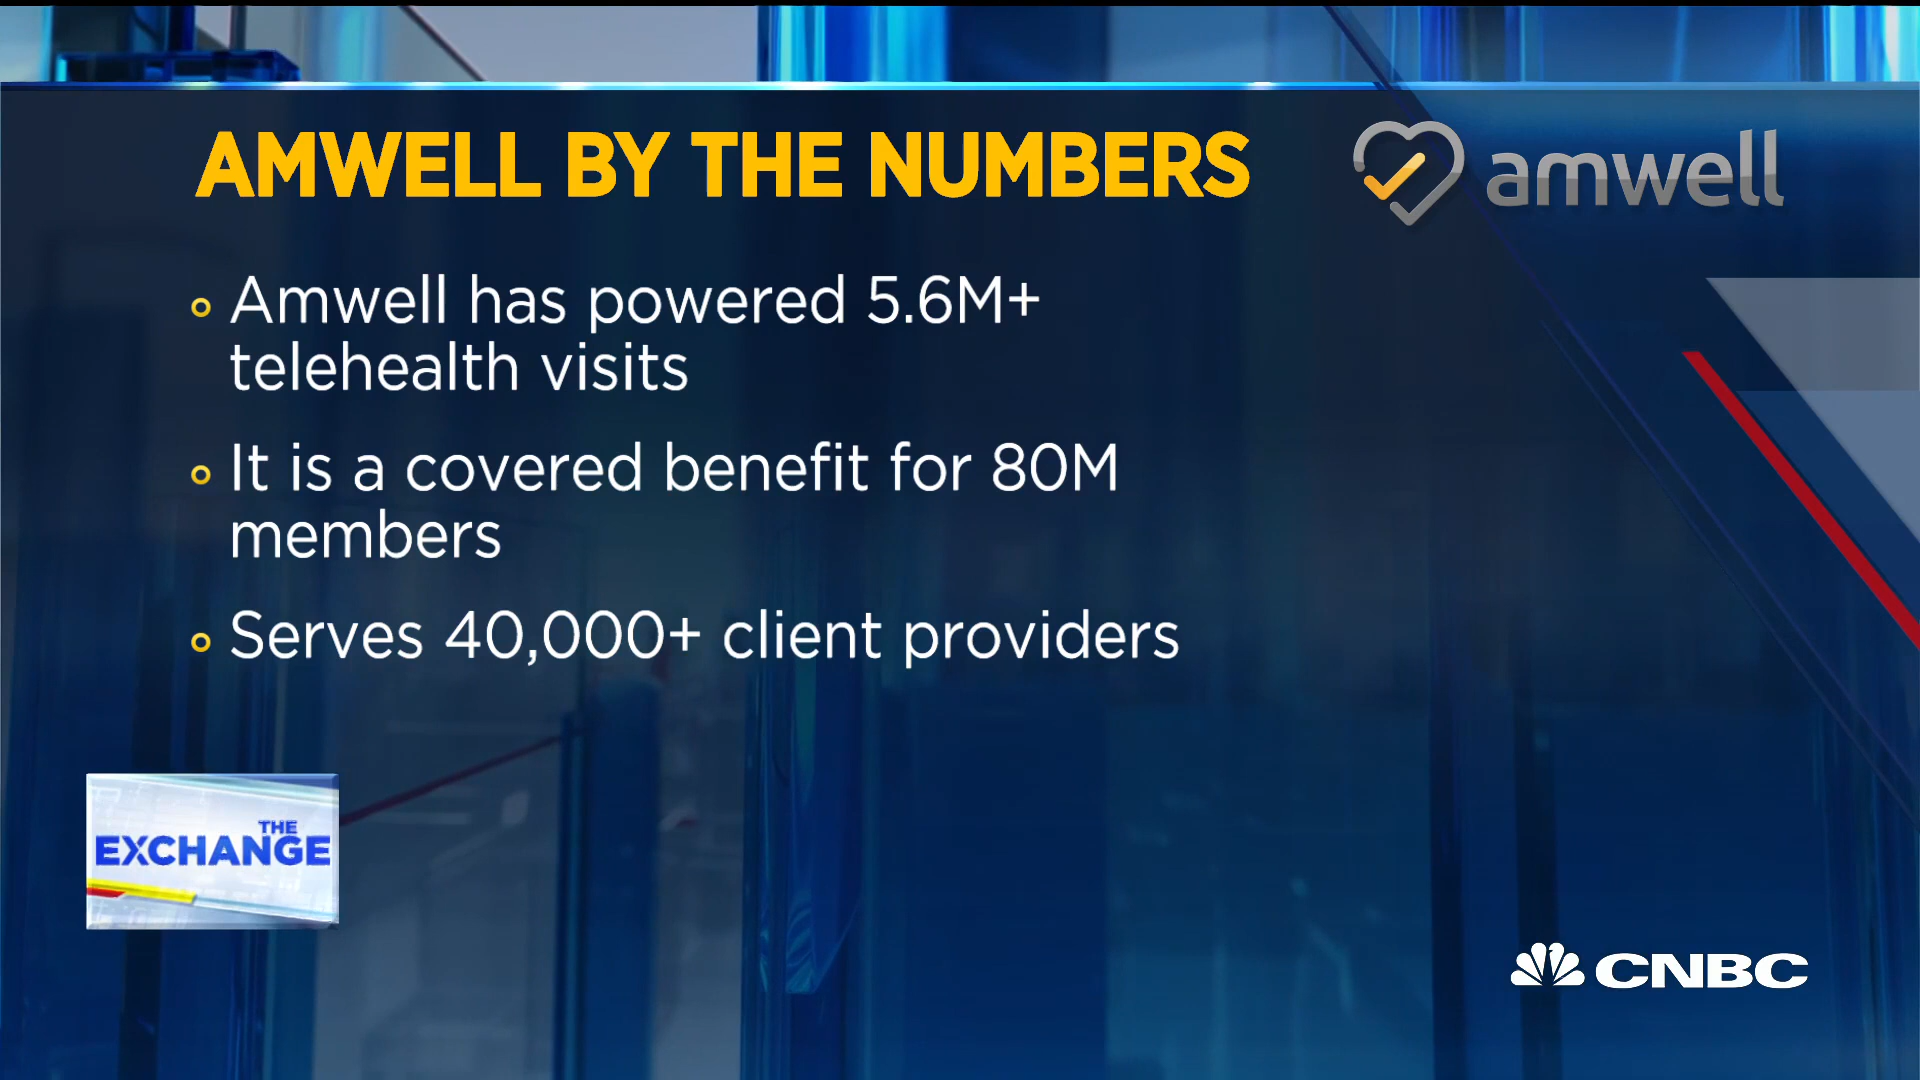 AMWELL BY THE NUMBERS
amwell
Amwell has powered 5.6M+
telehealth visits
It is a covered benefit for 80M
members
Serves 40,000+ client providers
THE
EXCHANGE
CNBC